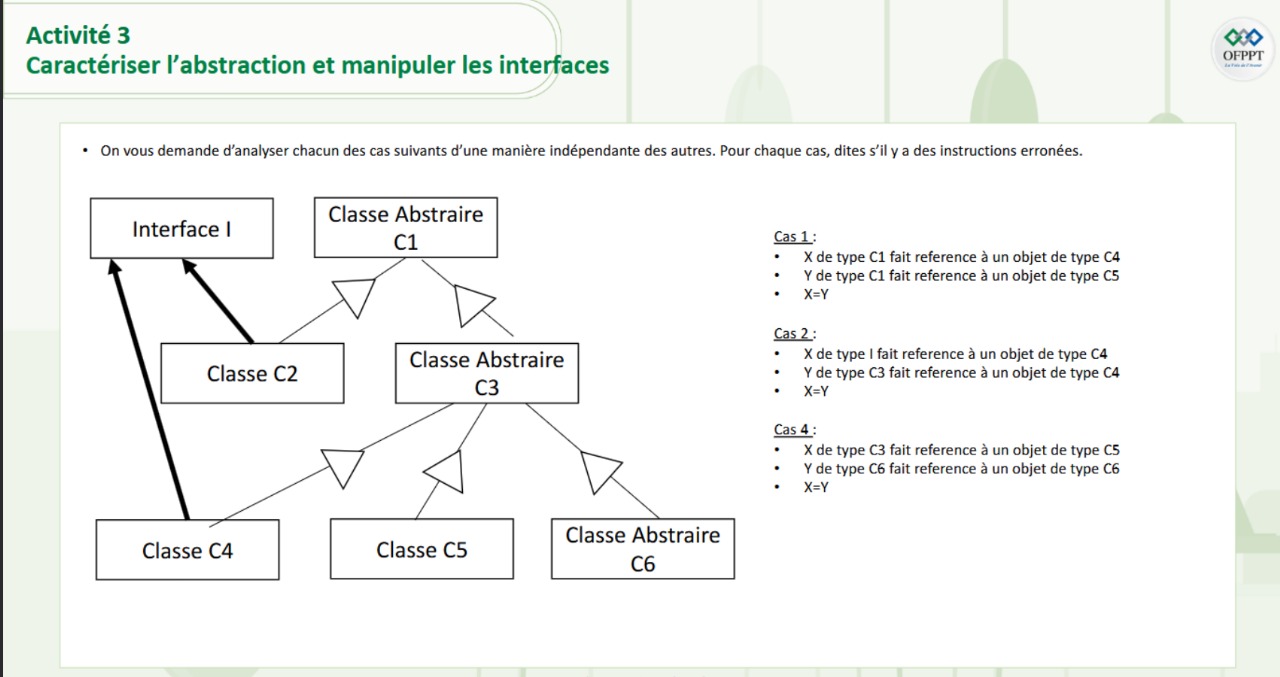 Activité 3
Caractériser l'abstraction et manipuler les interfaces
OFPPT
• On vous demande d'analyser chacun des cas suivants d'une manière indépendante des autres. Pour chaque cas, dites s'il y a des instructions erronées.
Interface I
Classe Abstraire
C1
Classe C2
Classe Abstraire
C3
Classe C4
Classe C5
Classe Abstraire
C6
Cas 1 :
• X de type C1 fait reference à un objet de type C4
• Y de type C1 fait reference à un objet de type C5
• X=Y
Cas 2 :
• X de type I fait reference à un objet de type C4
• Y de type C3 fait reference à un objet de type C4
• X=Y
Cas 4 :
• X de type C3 fait reference à un objet de type C5
• Y de type C6 fait reference à un objet de type C6
• X=Y